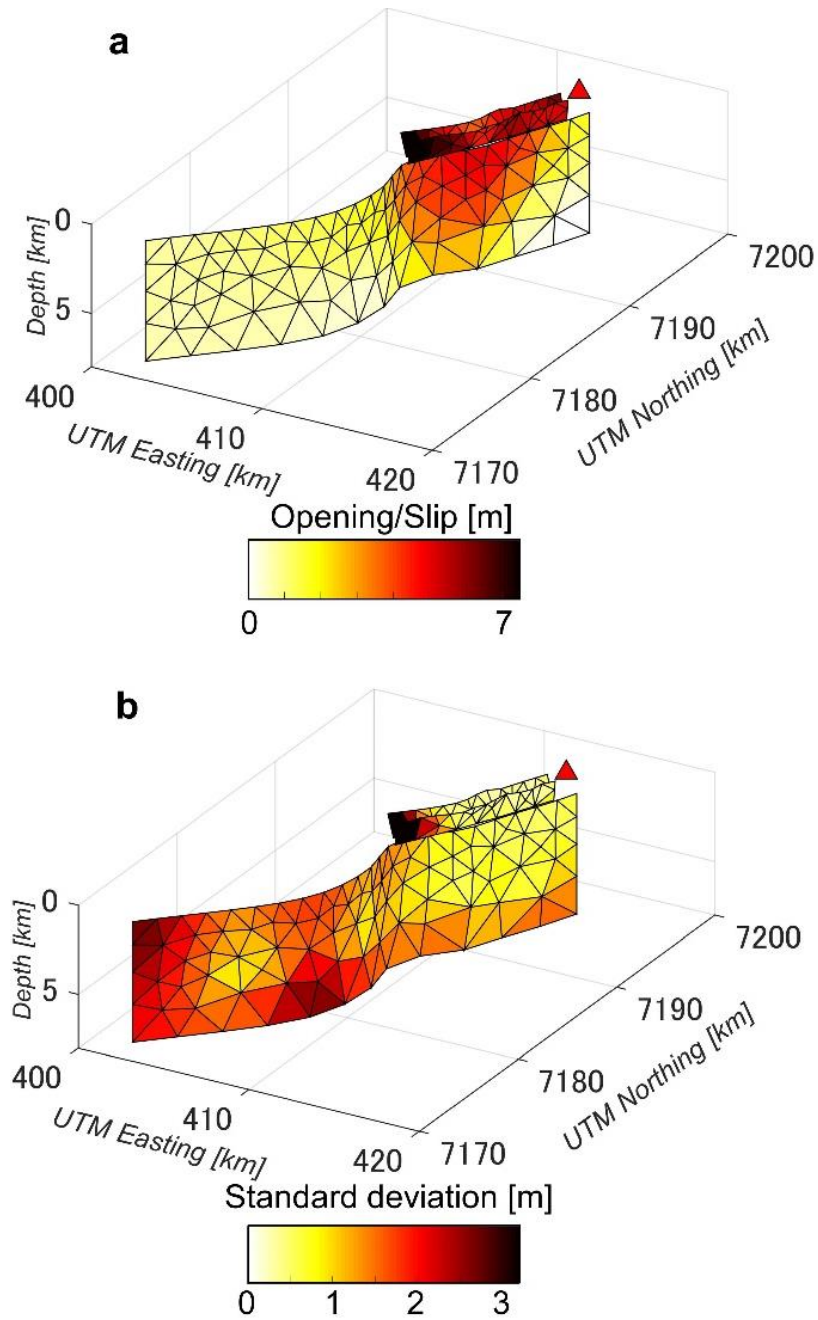 a
0
Depth [km]
5
400
410
420
UTM Easting [km]
7170
7180
7190
7200
UTM Northing [km]
Opening/Slip [m]
0 7
b
0
Depth [km]
5
400
410
420
UTM Easting [km]
7170
7180
7190
7200
UTM Northing [km]
Standard deviation [m]
0 1 2 3